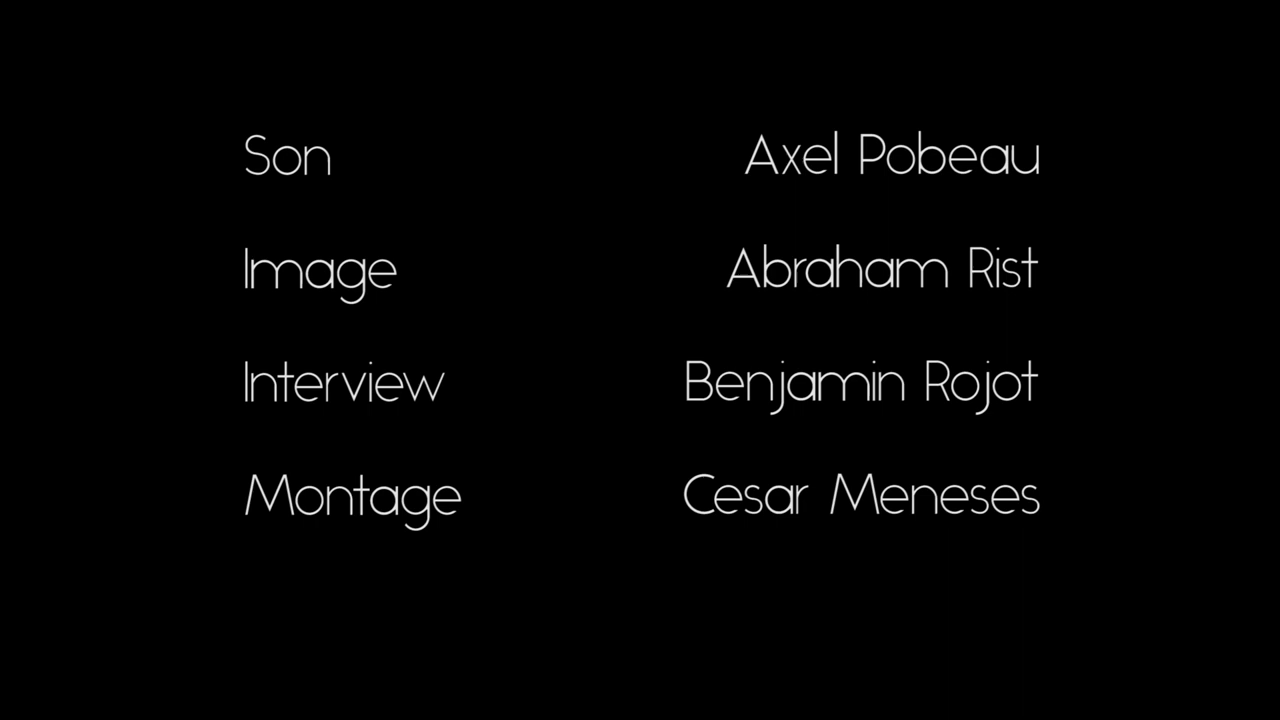 Son Axel Pobeau
Image Abraham Rist
Interview Benjamin Rojot
Montage Cesar Meneses